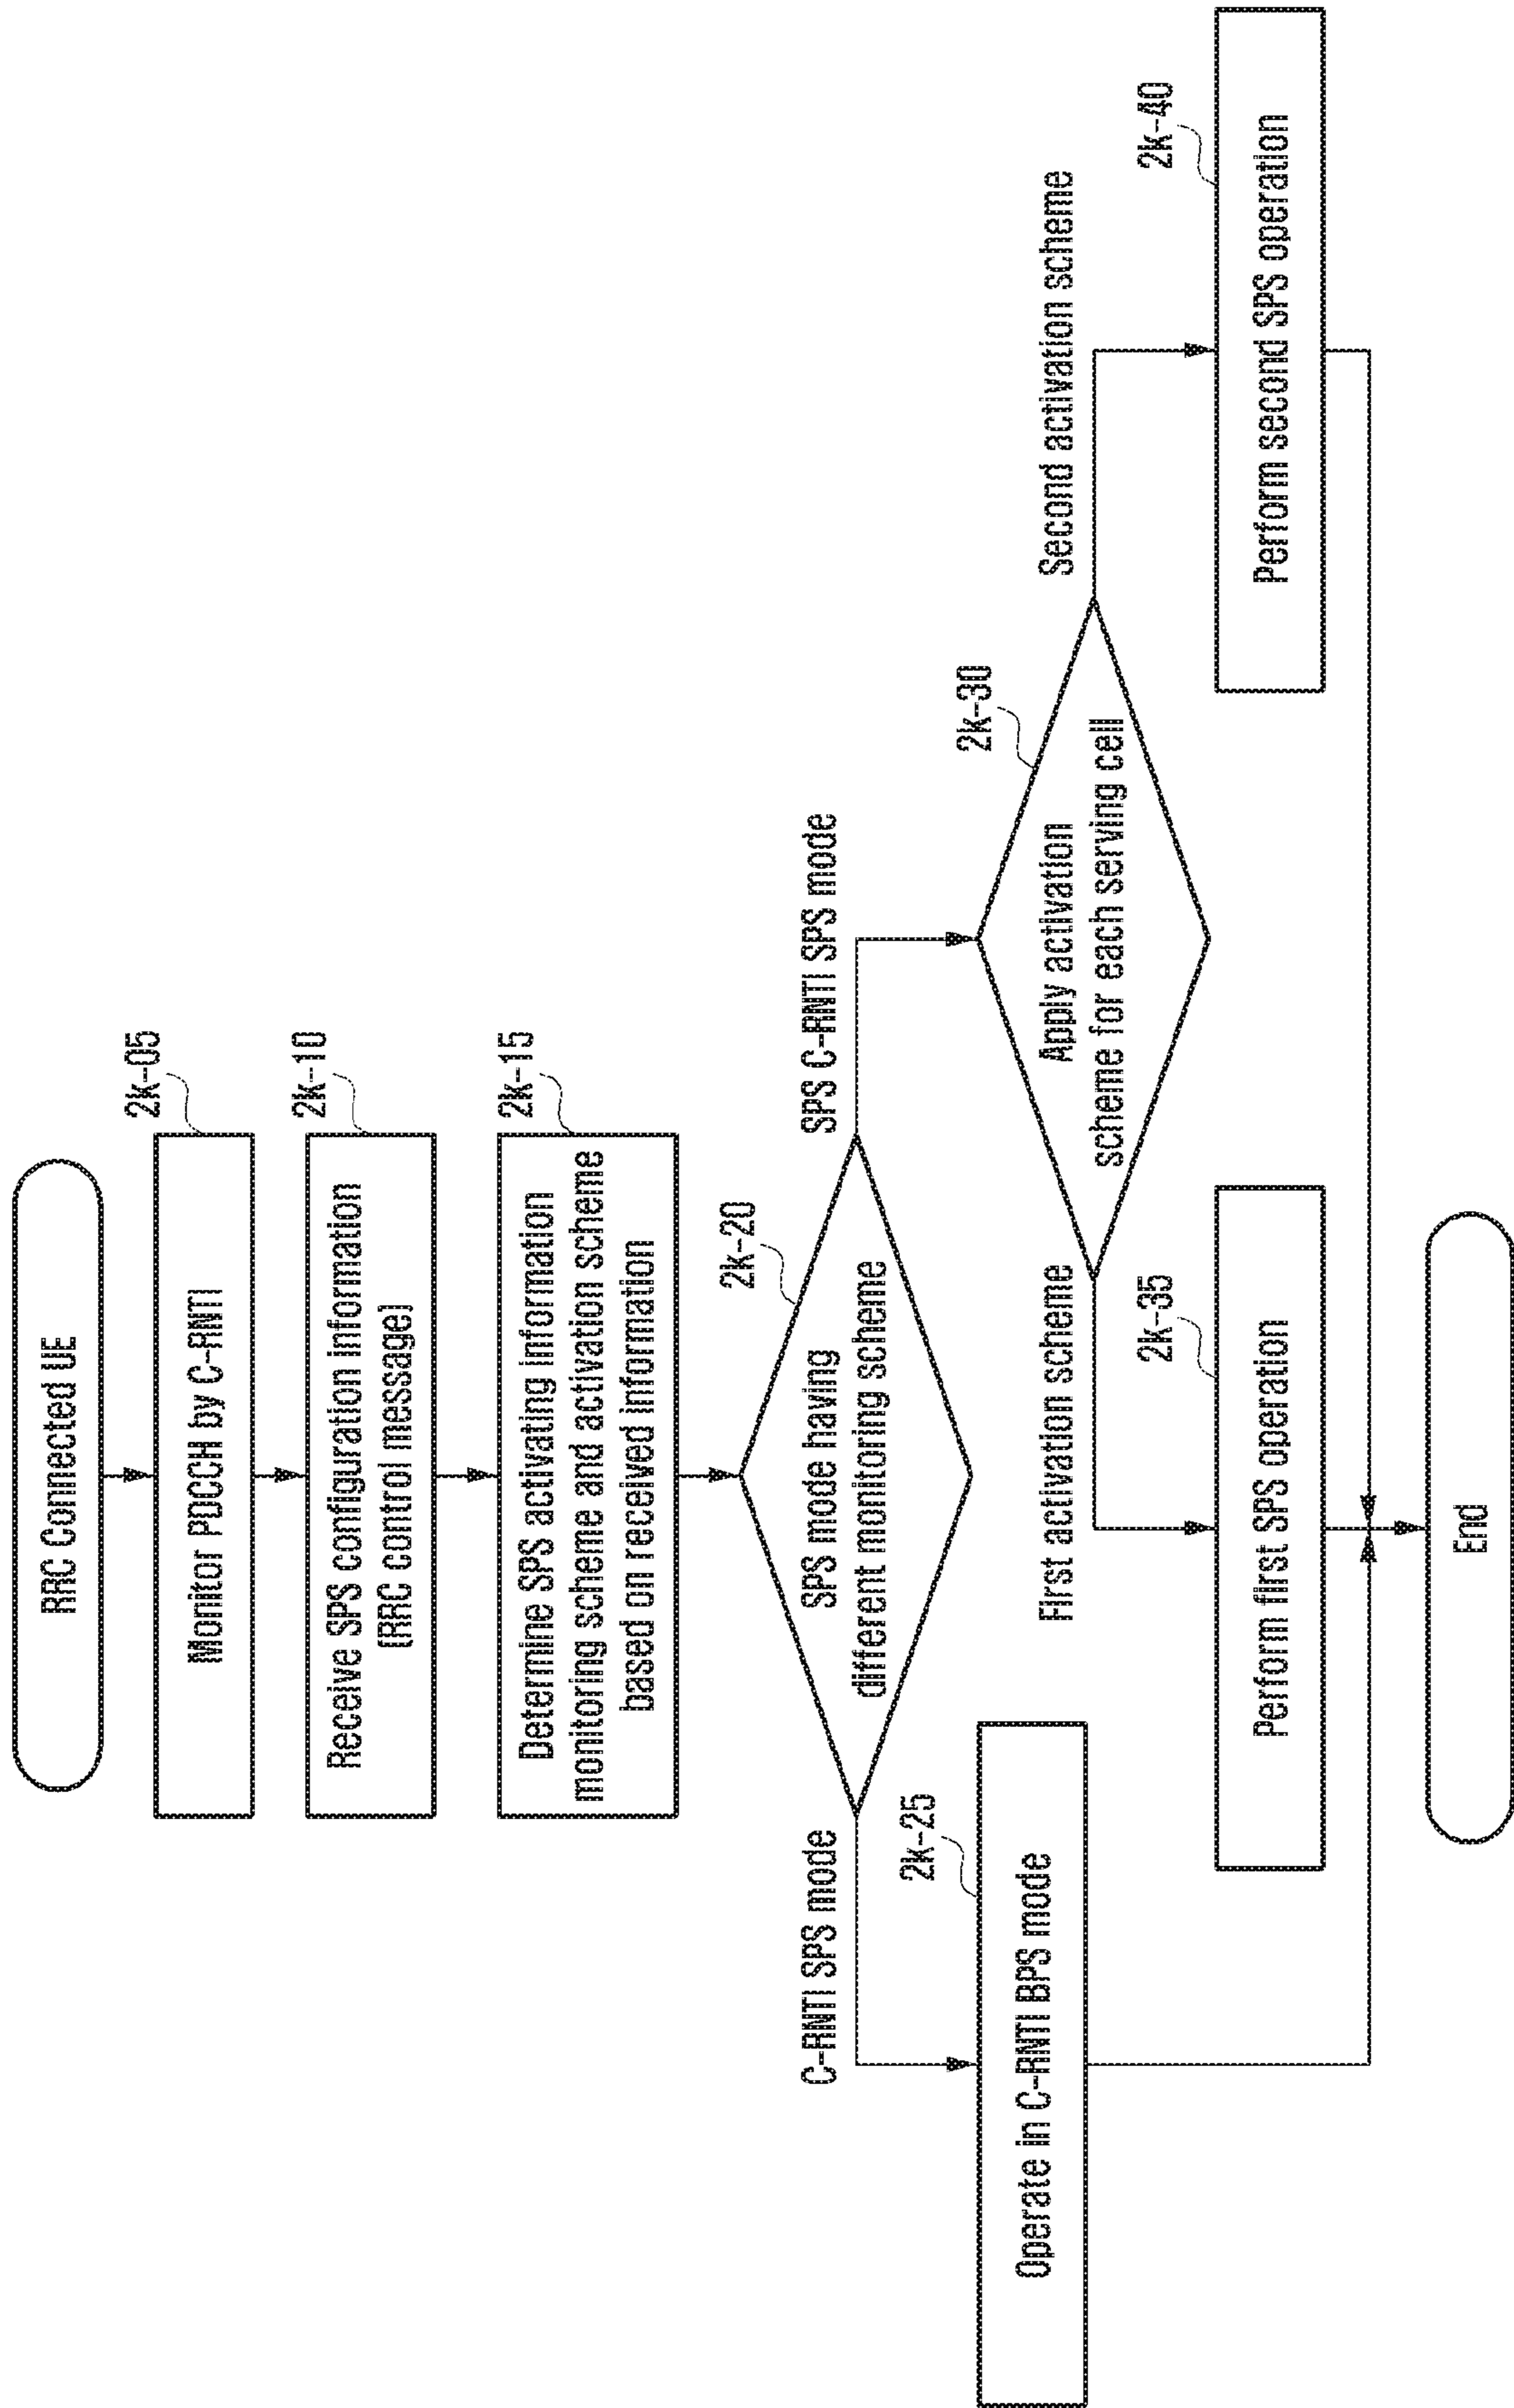 RRC Connected UE
2k-05
Monitor PDCCH by C-RNTI
2k-10
Receive SPS configuration information
(RRC control message)
2k-15
Determine SPS activating information
monitoring scheme and activation scheme
based on received information
2k-20
SPS mode having
different monitoring scheme
C-RNTI SPS mode
SPS C-RNTI SPS mode
2k-25
Operate in C-RNTI BPS mode
2k-30
Apply activation
scheme for each serving cell
First activation scheme
Second activation scheme
2k-35
Perform first SPS operation
2k-40
Perform second SPS operation
End